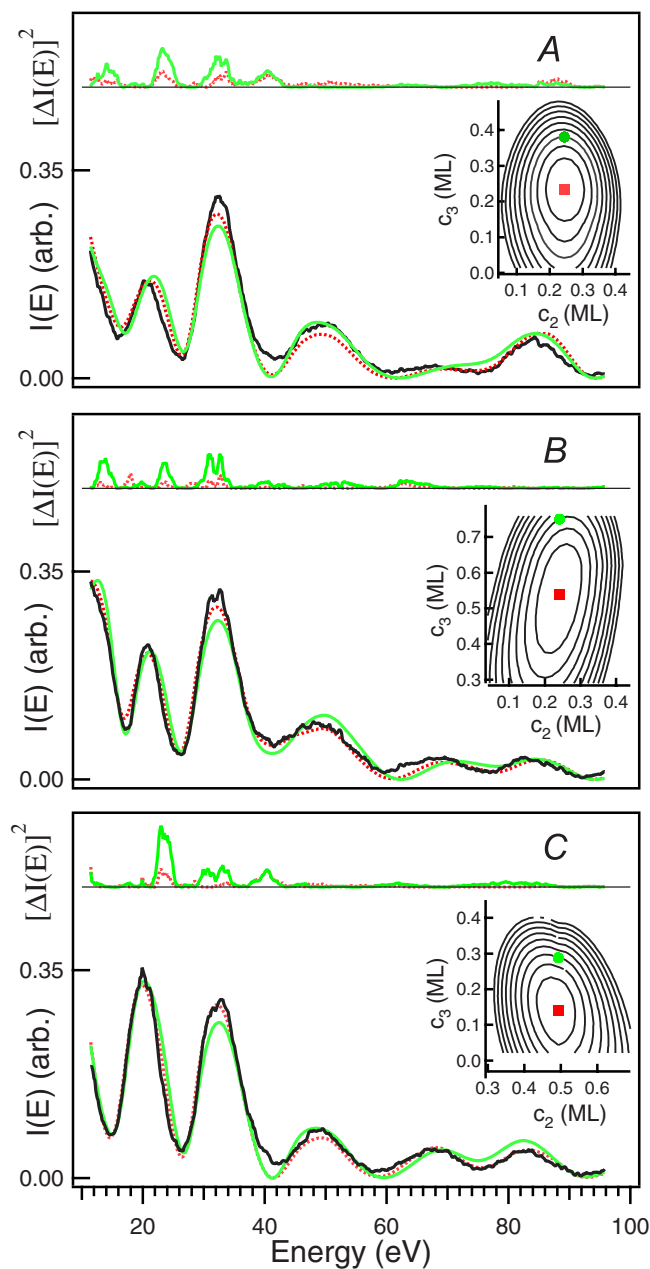 [ΔI(E)]²
A
0.35
I(E) (arb.)
0.00
c₃ (ML)
0.4
0.3
0.2
0.1
0.0
0.1 0.2 0.3 0.4
c₂ (ML)
[ΔI(E)]²
B
0.35
I(E) (arb.)
0.00
c₃ (ML)
0.7
0.6
0.5
0.4
0.3
0.1 0.2 0.3 0.4
c₂ (ML)
[ΔI(E)]²
C
0.35
I(E) (arb.)
0.00
c₃ (ML)
0.4
0.3
0.2
0.1
0.0
0.3 0.4 0.5 0.6
c₂ (ML)
20 40 60 80 100
Energy (eV)